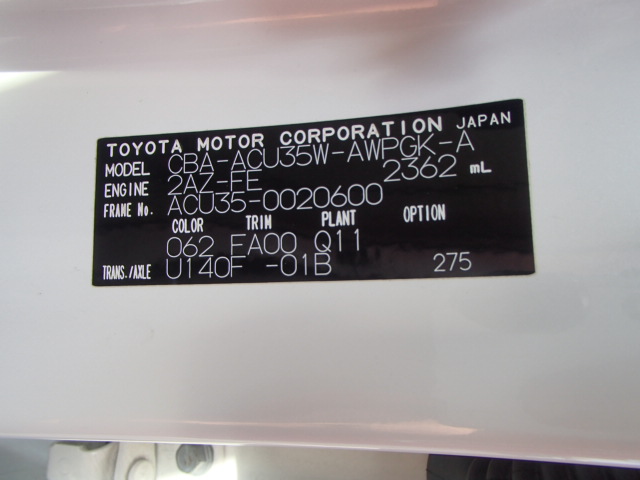 TOYOTA MOTOR CORPORATION JAPAN
MODEL CBA-ACU35W-AWPGK-A
ENGINE 2AZ-FE 2362 mL
FRAME No. ACU35-0020600
COLOR TRIM PLANT OPTION
062 FA00 Q11
TRANS./AXLE U140F -01B 275